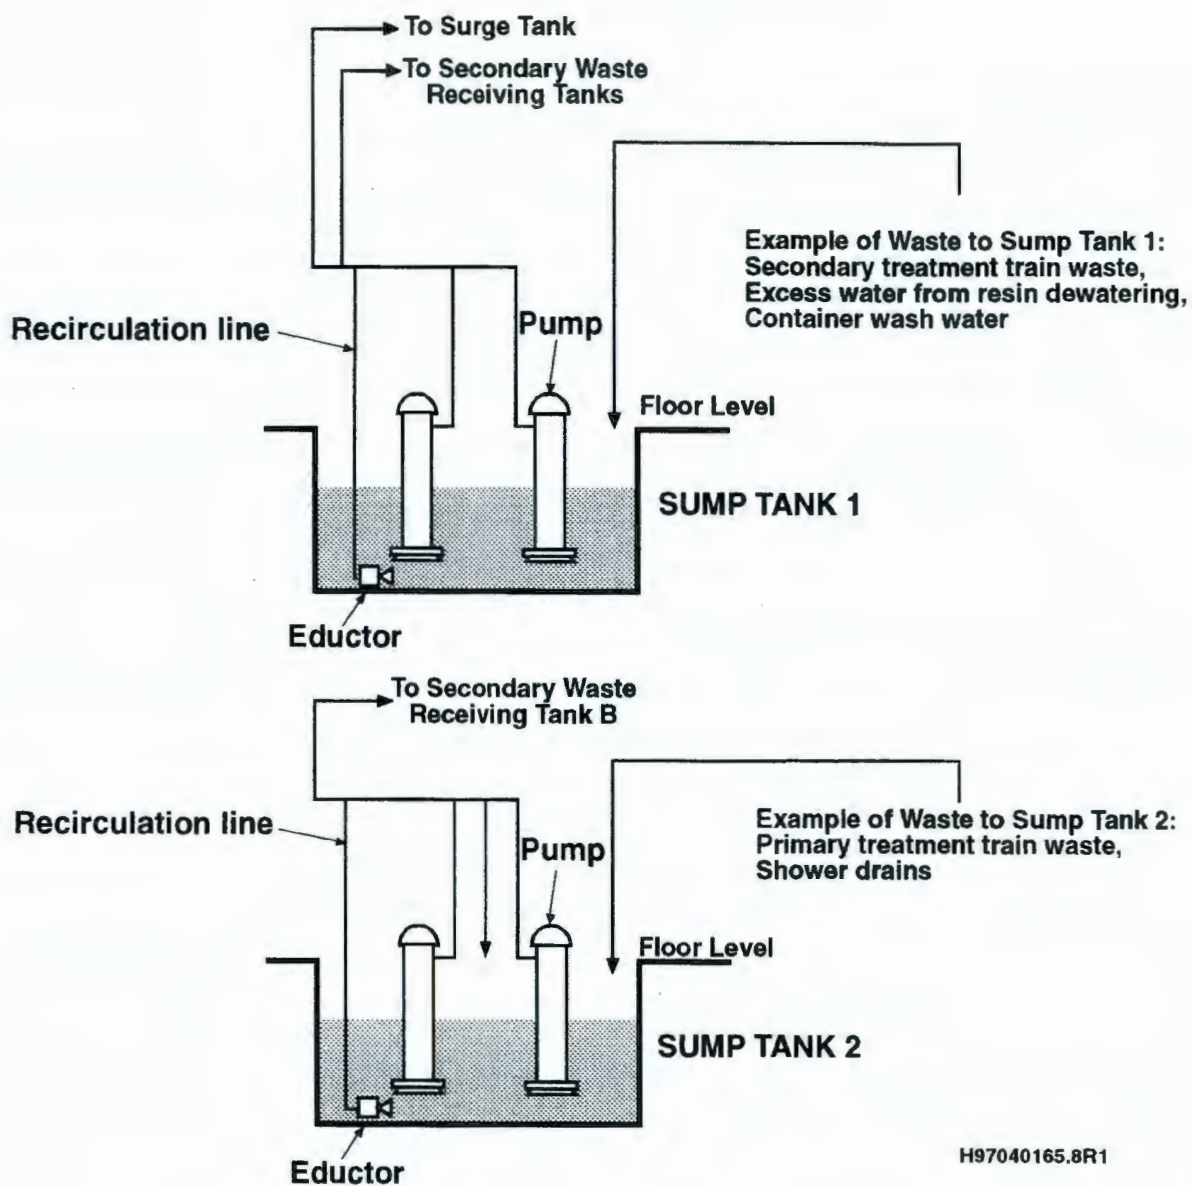 To Surge Tank
To Secondary Waste
Receiving Tanks
Example of Waste to Sump Tank 1:
Secondary treatment train waste,
Excess water from resin dewatering,
Container wash water
Recirculation line
Pump
Floor Level
SUMP TANK 1
Eductor
To Secondary Waste
Receiving Tank B
Recirculation line
Pump
Example of Waste to Sump Tank 2:
Primary treatment train waste,
Shower drains
Floor Level
SUMP TANK 2
Eductor
H97040165.8R1